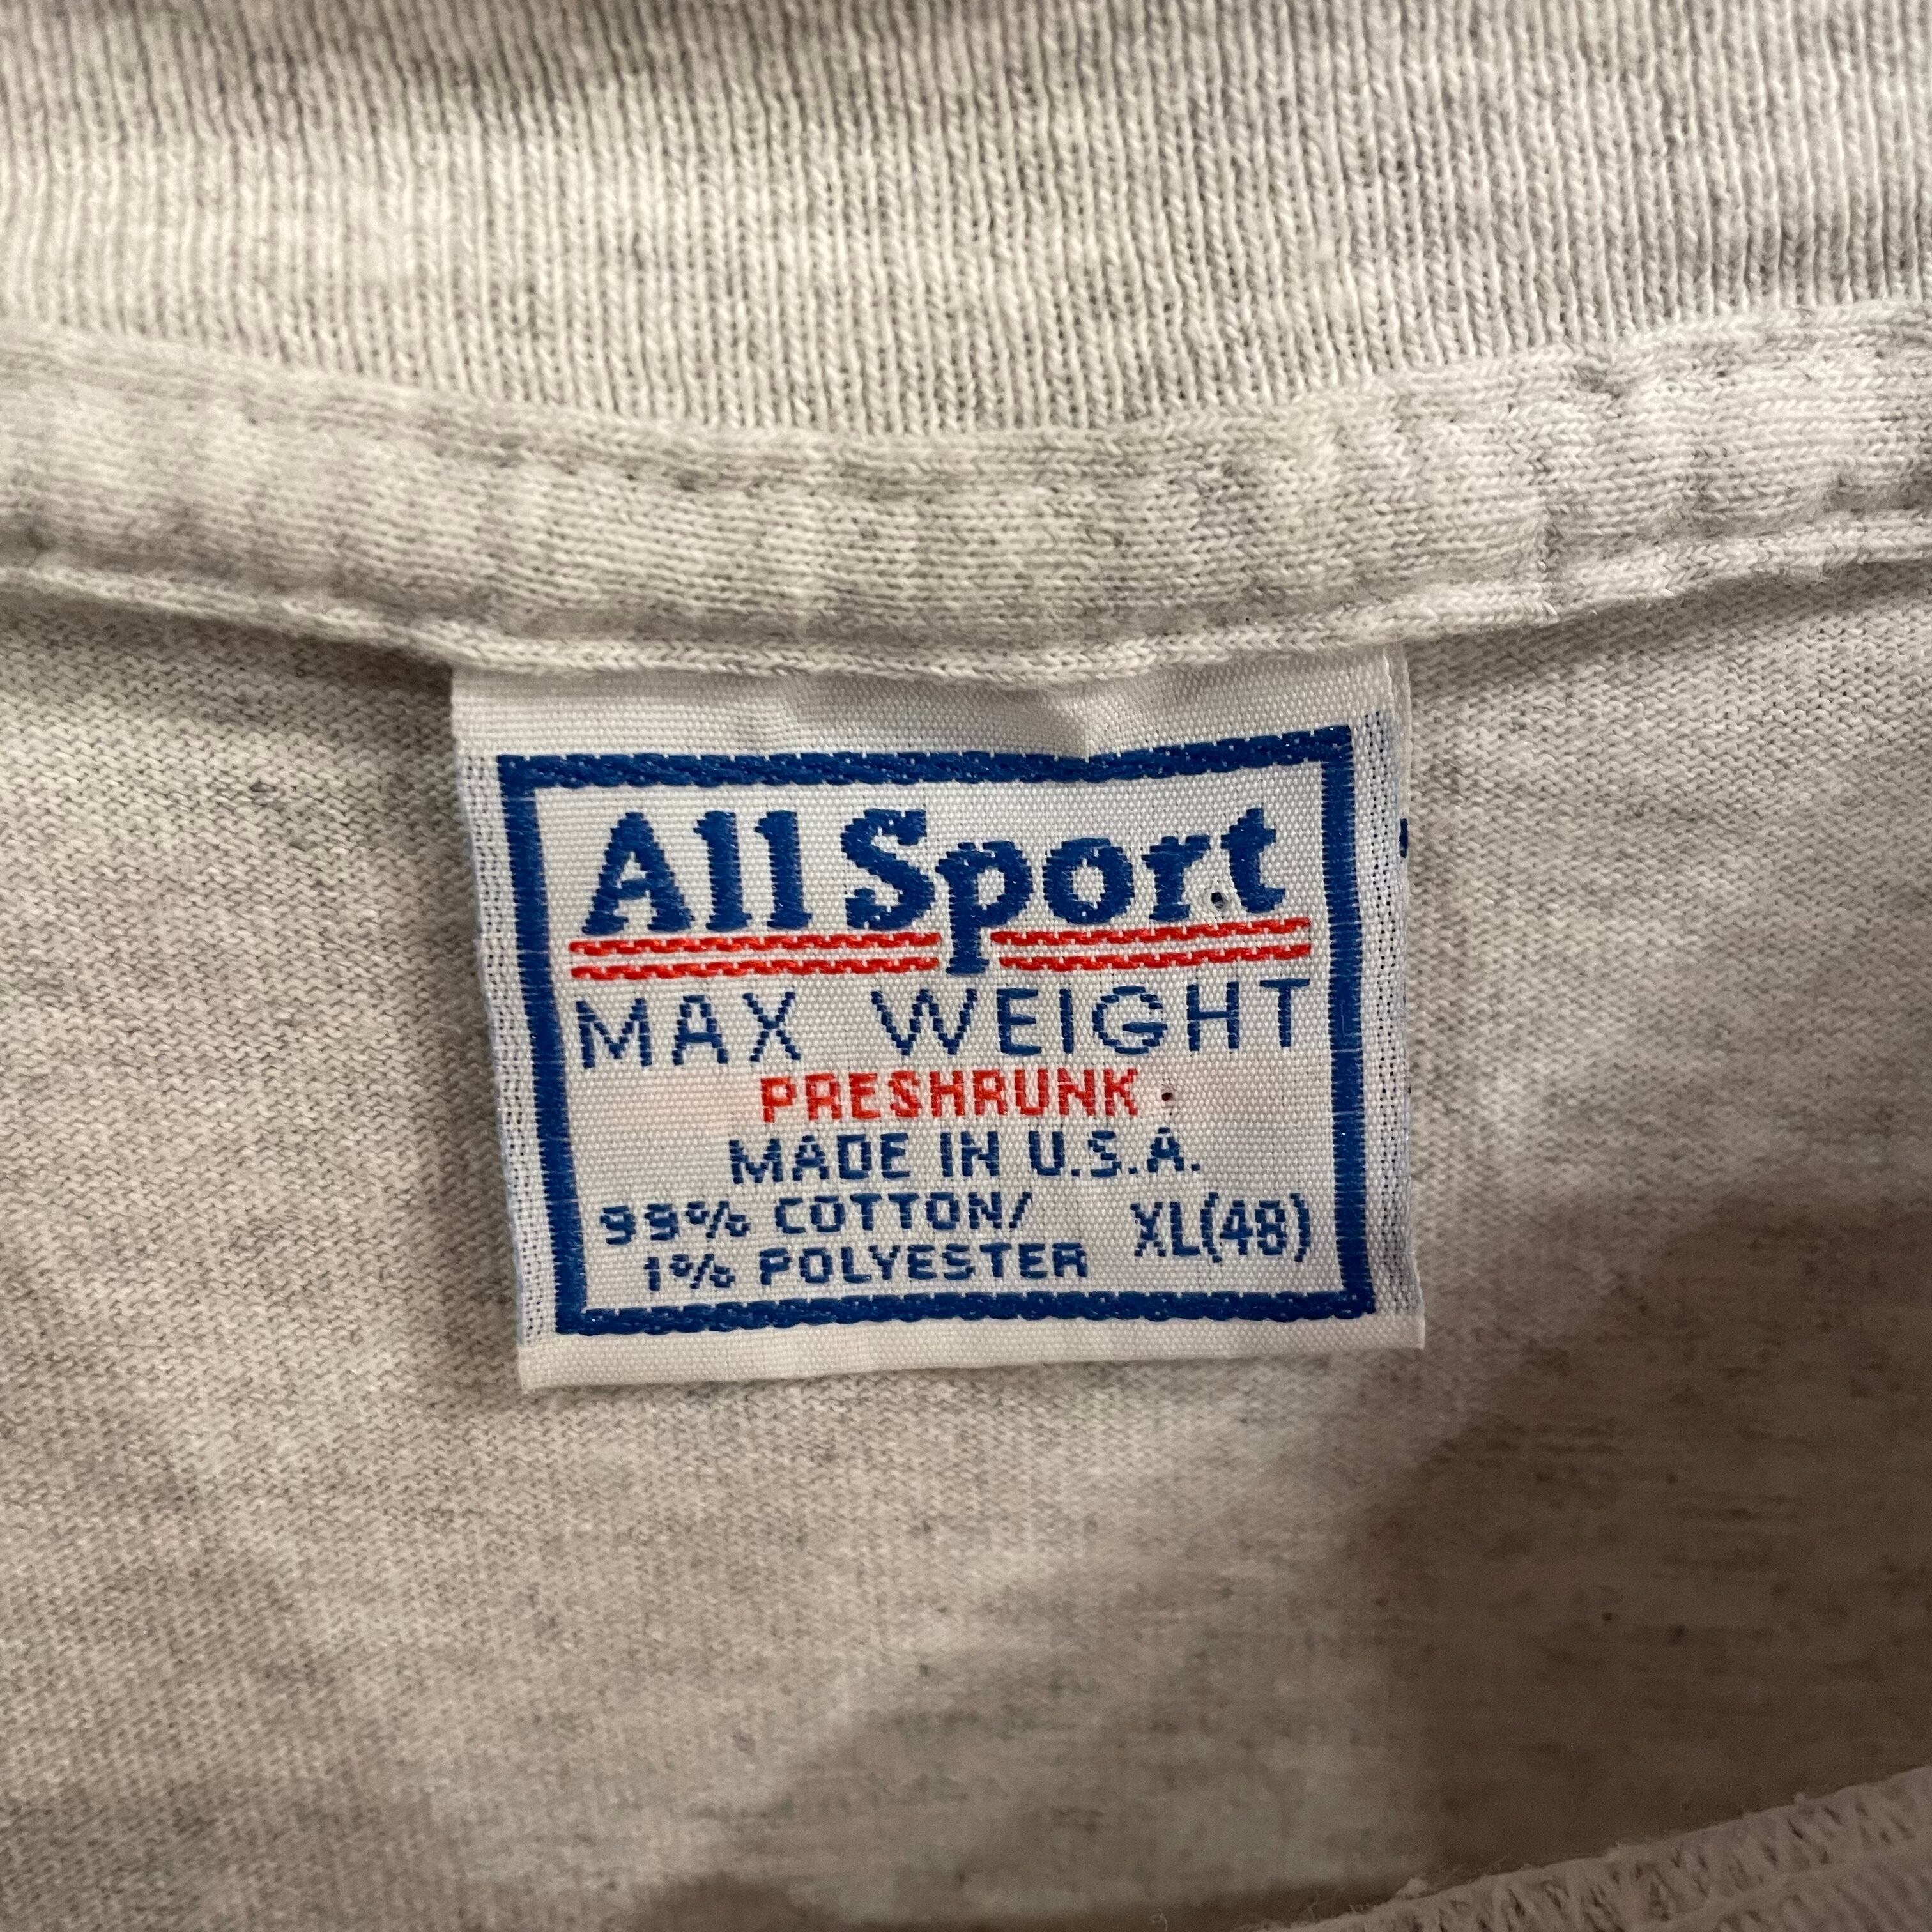 All Sport
MAX WEIGHT
PRESHRUNK
MADE IN U.S.A.
99% COTTON/
1% POLYESTER XL(48)